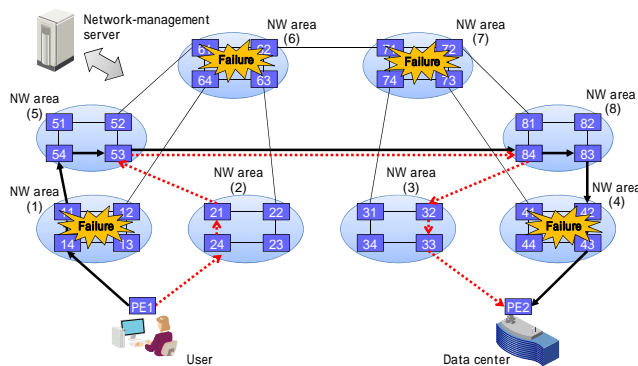 Network-management
server
NW area
(6)
61 62
Failure
64 63
NW area
(7)
71 72
Failure
74 73
NW area
(5)
51 52
54 53
NW area
(8)
81 82
84 83
NW area
(1)
11 12
Failure
14 13
NW area
(2)
21 22
24 23
NW area
(3)
31 32
34 33
NW area
(4)
41 42
Failure
44 43
PE1
User
PE2
Data center